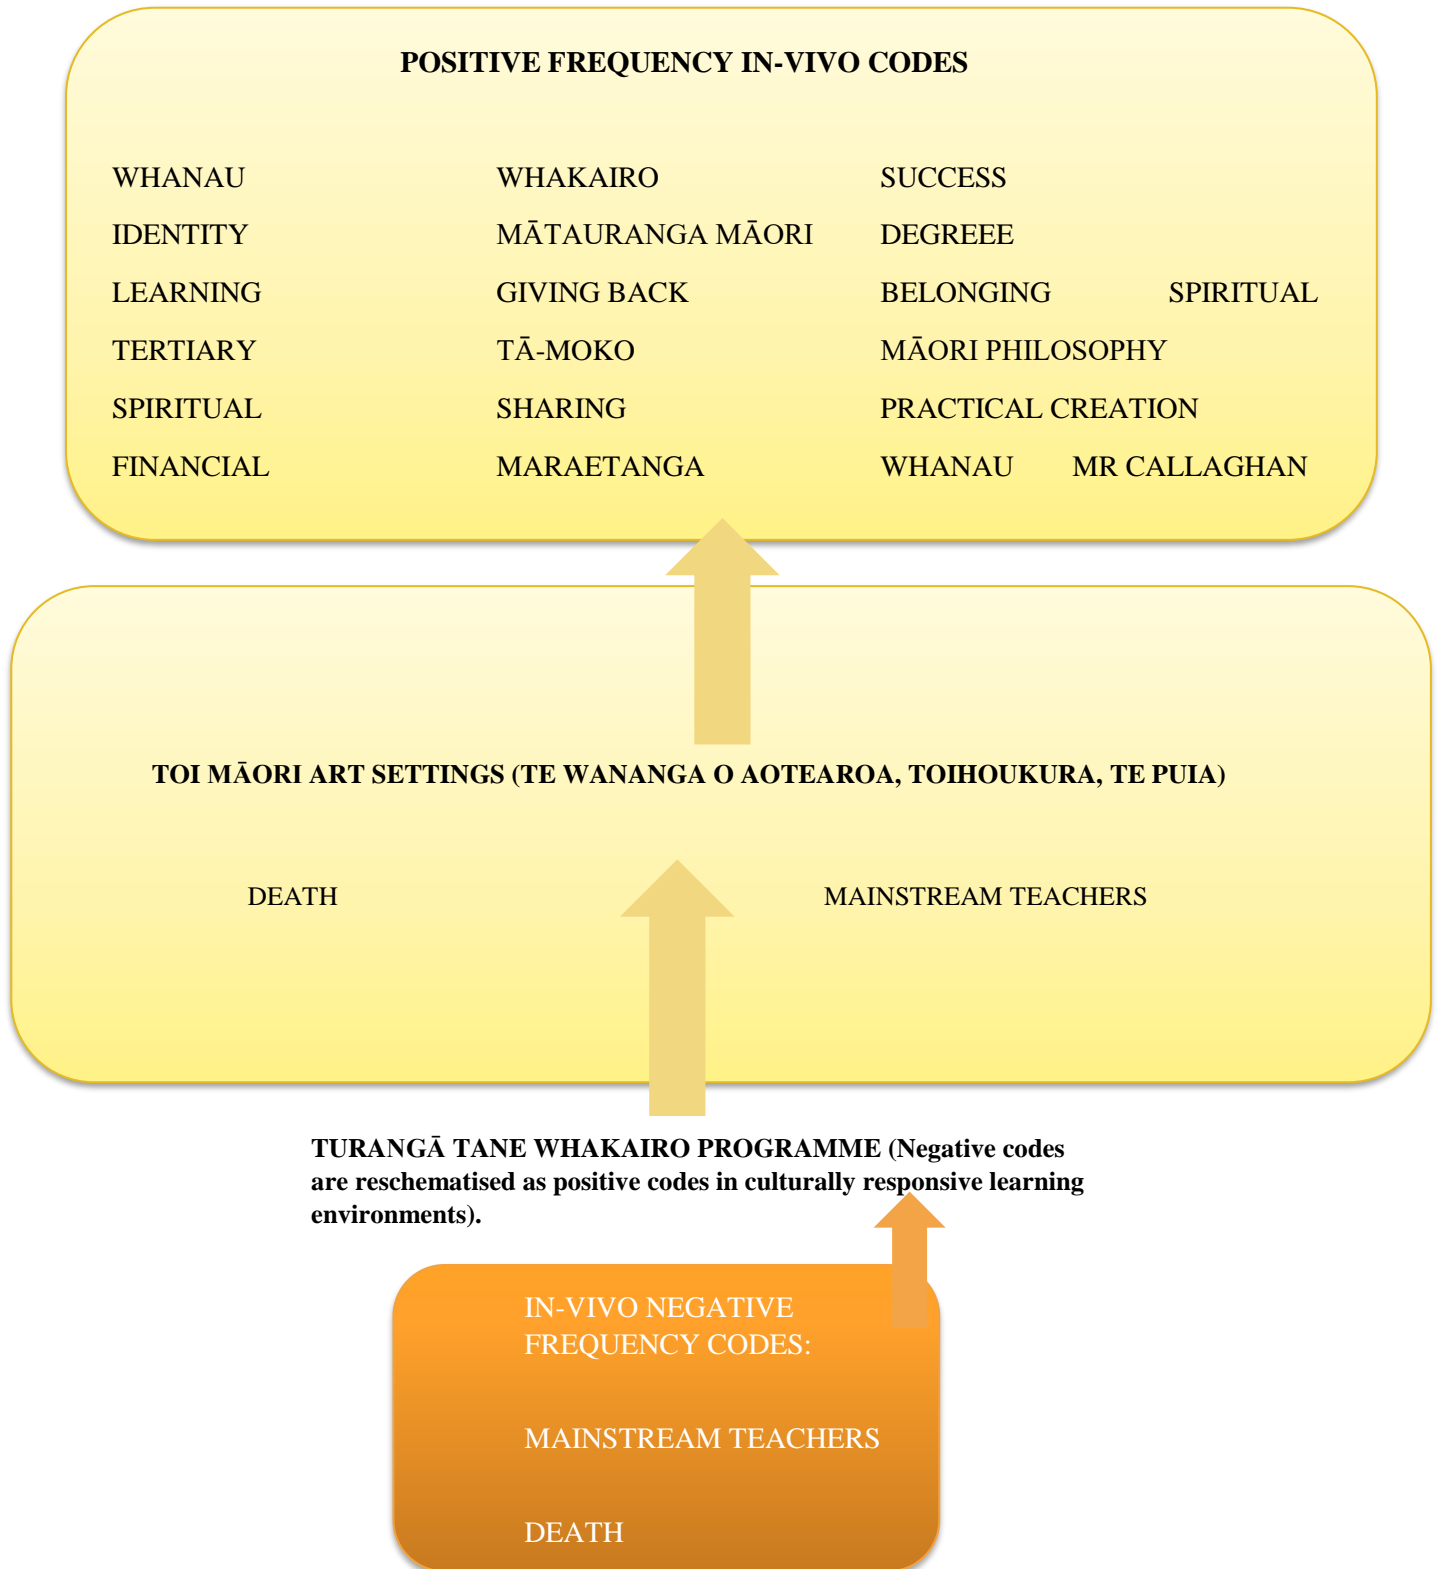 POSITIVE FREQUENCY IN-VIVO CODES
WHANAU WHAKAIRO SUCCESS
IDENTITY MĀTAURANGA MĀORI DEGREEE
LEARNING GIVING BACK BELONGING SPIRITUAL
TERTIARY TĀ-MOKO MĀORI PHILOSOPHY
SPIRITUAL SHARING PRACTICAL CREATION
FINANCIAL MARAETANGA WHANAU MR CALLAGHAN
TOI MĀORI ART SETTINGS (TE WANANGA O AOTEAROA, TOIHOUKURA, TE PUIA)
DEATH MAINSTREAM TEACHERS
TURANGĀ TANE WHAKAIRO PROGRAMME (Negative codes
are reschematised as positive codes in culturally responsive learning
environments).
IN-VIVO NEGATIVE
FREQUENCY CODES:
MAINSTREAM TEACHERS
DEATH